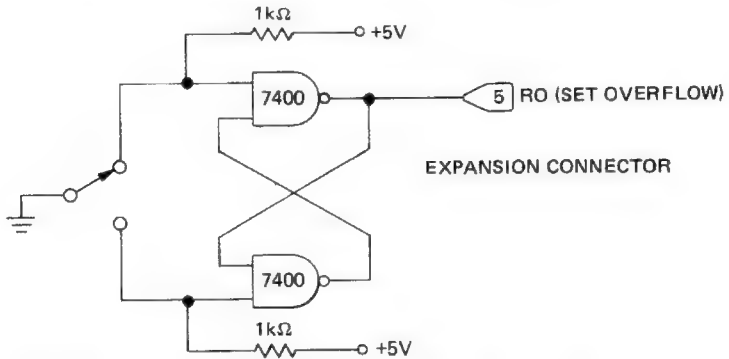 1kΩ
+5V
7400
5 RO (SET OVERFLOW)
EXPANSION CONNECTOR
7400
1kΩ
+5V